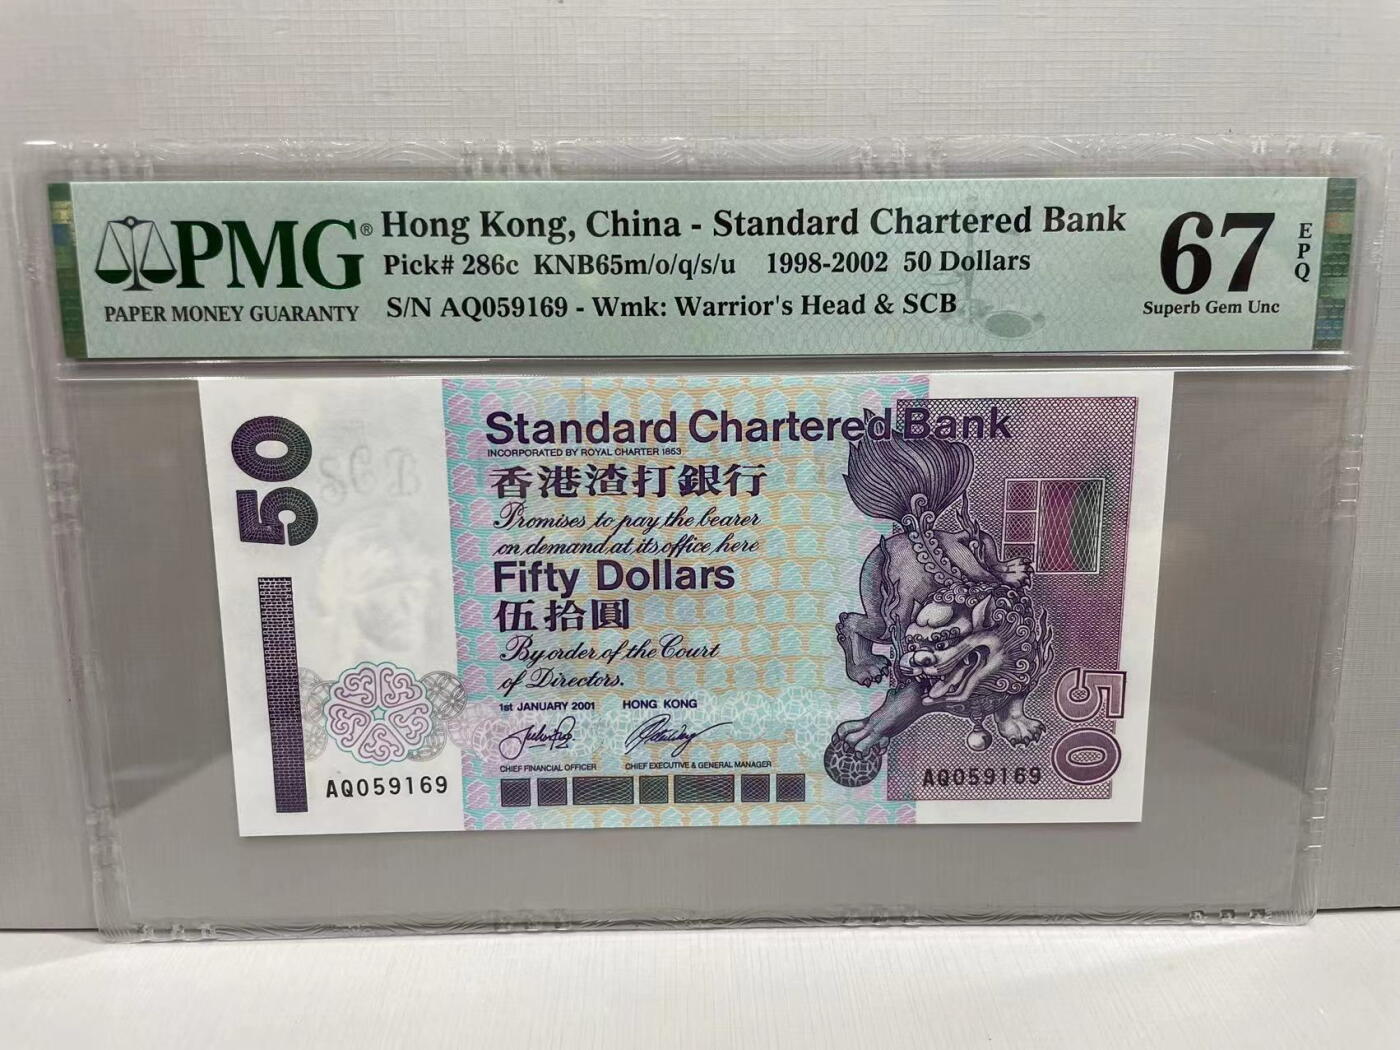 PMG®
PAPER MONEY GUARANTY
Hong Kong, China - Standard Chartered Bank
Pick# 286c KNB65m/o/q/s/u 1998-2002 50 Dollars
S/N AQ059169 - Wmk: Warrior's Head & SCB
67
EPQ
Superb Gem Unc
50
SCB
Standard Chartered Bank
INCORPORATED BY ROYAL CHARTER 1853
香港渣打銀行
Promises to pay the bearer
on demand at its office here
Fifty Dollars
伍拾圓
By order of the Court
of Directors.
1st JANUARY 2001 HONG KONG
CHIEF FINANCIAL OFFICER CHIEF EXECUTIVE & GENERAL MANAGER
AQ059169
AQ059169
50